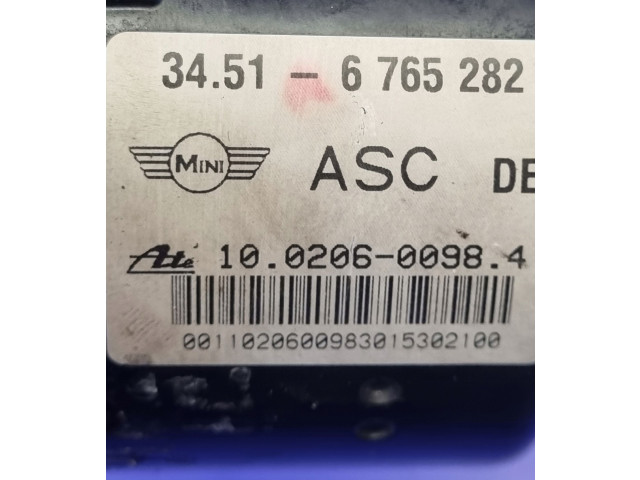 34.51 - 6 765 282
MINI ASC DE
Ate 10.0206-0098.4
0011020600983015302100